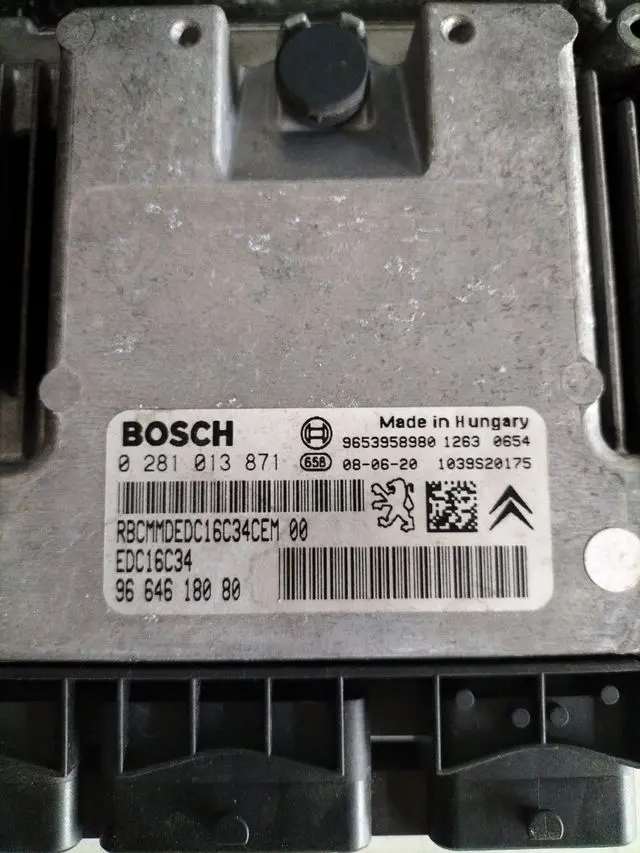 BOSCH
Made in Hungary
9653958980 1263 0654
0 281 013 871 658 08-06-20 1039S20175
RBCMMDEDC16C34CEM 00
EDC16C34
96 646 180 80